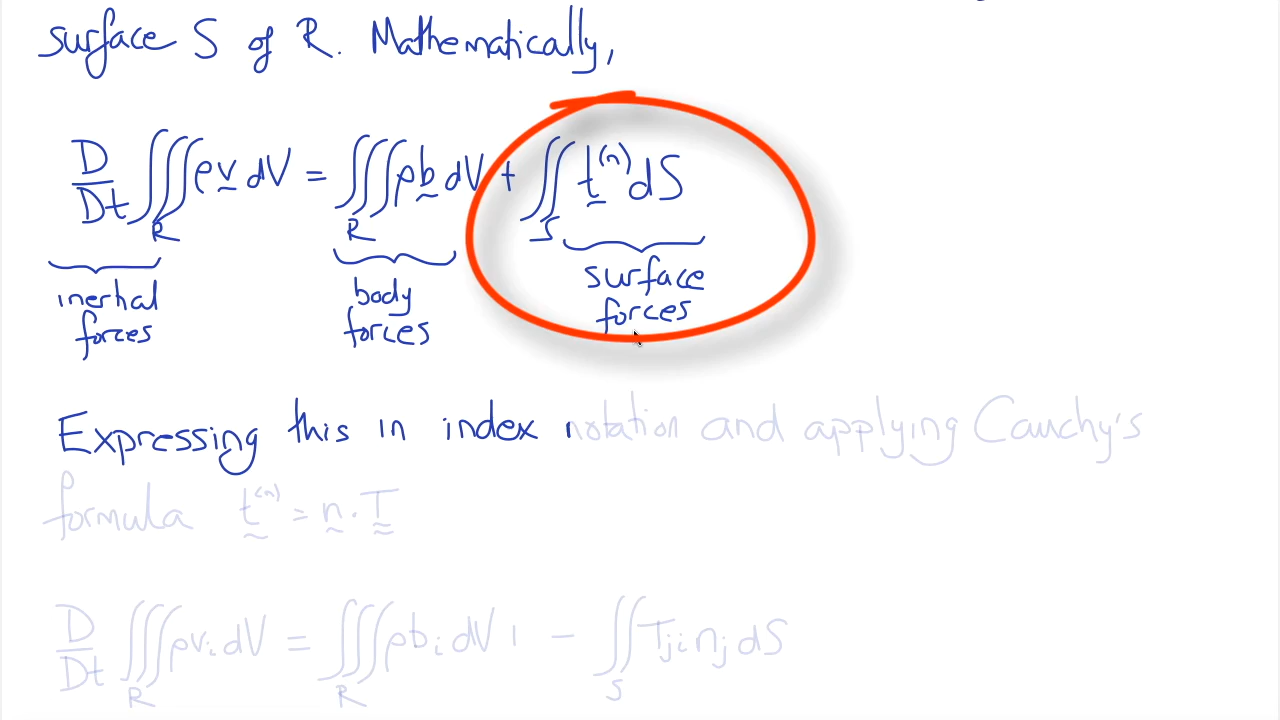 surface S of R. Mathematically,
D/Dt ∭_R ρv dV = ∭_R ρb dV + ∬_S t^(n) dS
inertial forces
body forces
surface forces
Expressing this in index notation and applying Cauchy's
formula t^(n) = n · T
D/Dt ∭_R ρv_i dV = ∭_R ρb_i dV + ∬_S T_ji n_j dS